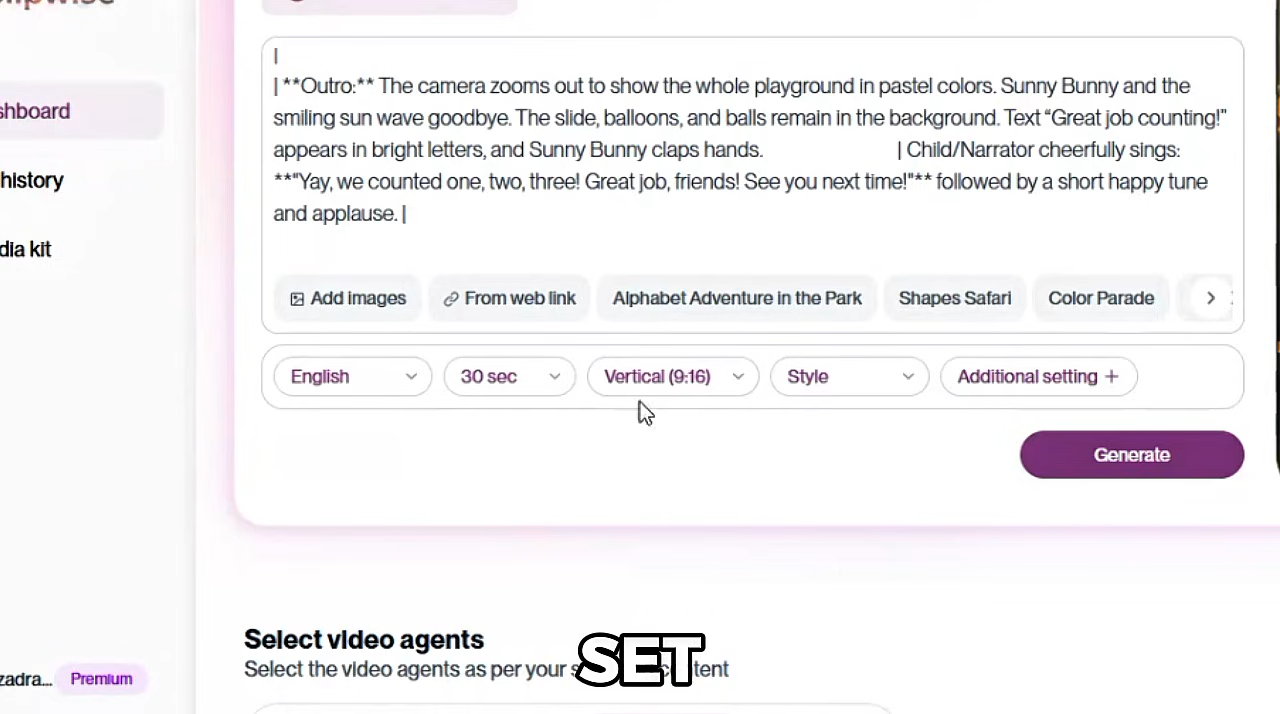 |
| **Outro:** The camera zooms out to show the whole playground in pastel colors. Sunny Bunny and the
smiling sun wave goodbye. The slide, balloons, and balls remain in the background. Text “Great job counting!”
appears in bright letters, and Sunny Bunny claps hands. | Child/Narrator cheerfully sings:
**"Yay, we counted one, two, three! Great job, friends! See you next time!"** followed by a short happy tune
and applause. |
shboard
history
dia kit
Add images From web link Alphabet Adventure in the Park Shapes Safari Color Parade
English 30 sec Vertical (9:16) Style Additional setting +
Generate
Select video agents
Select the video agents as per your s tent
SET
zadra... Premium